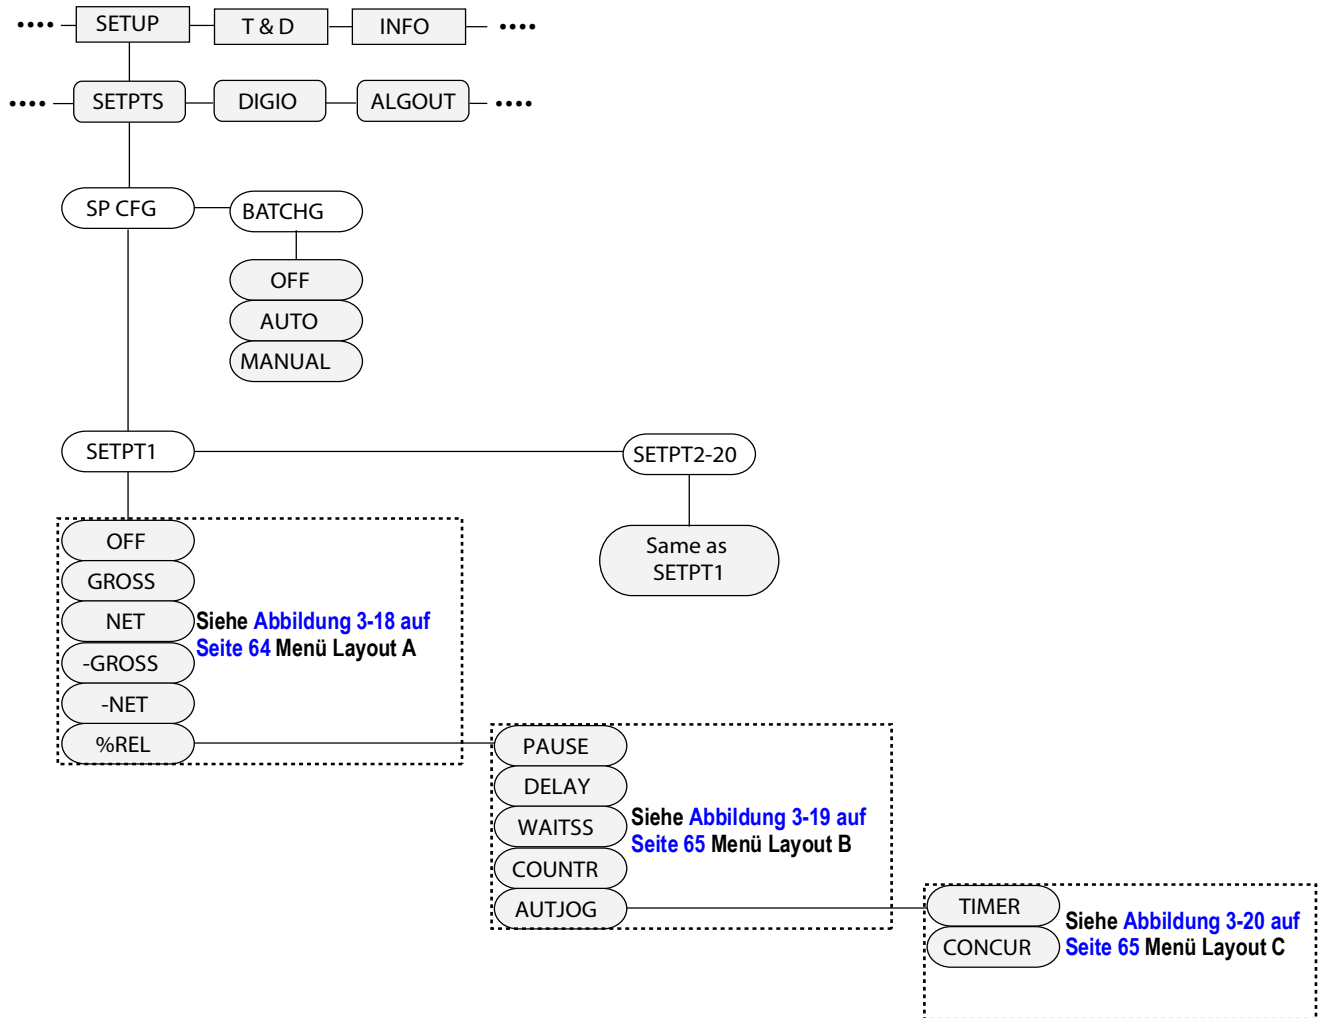 •••• SETUP T & D INFO ••••
•••• SETPTS DIGIO ALGOUT ••••
SP CFG BATCHG
OFF
AUTO
MANUAL
SETPT1 SETPT2-20
Same as
SETPT1
OFF
GROSS
NET
-GROSS
-NET
%REL
Siehe Abbildung 3-18 auf
Seite 64 Menü Layout A
PAUSE
DELAY
WAITSS
COUNTR
AUTJOG
Siehe Abbildung 3-19 auf
Seite 65 Menü Layout B
TIMER
CONCUR
Siehe Abbildung 3-20 auf
Seite 65 Menü Layout C